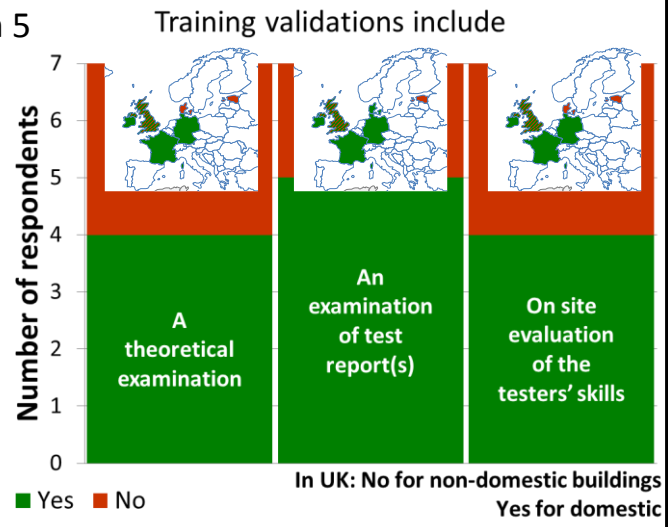 5
Training validations include
Number of respondents
7
6
5
4
3
2
1
0
A
theoretical
examination
An
examination
of test
report(s)
On site
evaluation
of the
testers' skills
In UK: No for non-domestic buildings
Yes for domestic
Yes
No